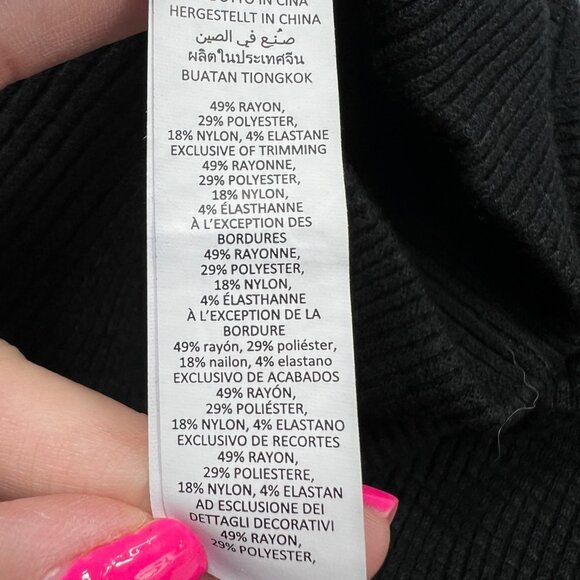 IN CINA
HERGESTELLT IN CHINA
صنع في الصين
ผลิตในประเทศจีน
BUATAN TIONGKOK
49% RAYON,
29% POLYESTER,
18% NYLON, 4% ELASTANE
EXCLUSIVE OF TRIMMING
49% RAYONNE,
29% POLYESTER,
18% NYLON,
4% ÉLASTHANNE
À L'EXCEPTION DES
BORDURES
49% RAYONNE,
29% POLYESTER,
18% NYLON,
4% ÉLASTHANNE
À L'EXCEPTION DE LA
BORDURE
49% rayón, 29% poliéster,
18% nailon, 4% elastano
EXCLUSIVO DE ACABADOS
49% RAYÓN,
29% POLIÉSTER,
18% NYLON, 4% ELASTANO
EXCLUSIVO DE RECORTES
49% RAYON,
29% POLIESTERE,
18% NYLON, 4% ELASTAN
AD ESCLUSIONE DEI
DETTAGLI DECORATIVI
49% RAYON,
29% POLYESTER,